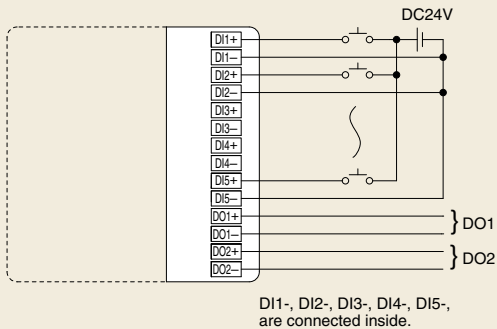 DC24V
DI1+
DI1–
DI2+
DI2–
DI3+
DI3–
DI4+
DI4–
DI5+
DI5–
DO1+
DO1–
DO2+
DO2–
DO1
DO2
DI1-, DI2-, DI3-, DI4-, DI5-,
are connected inside.